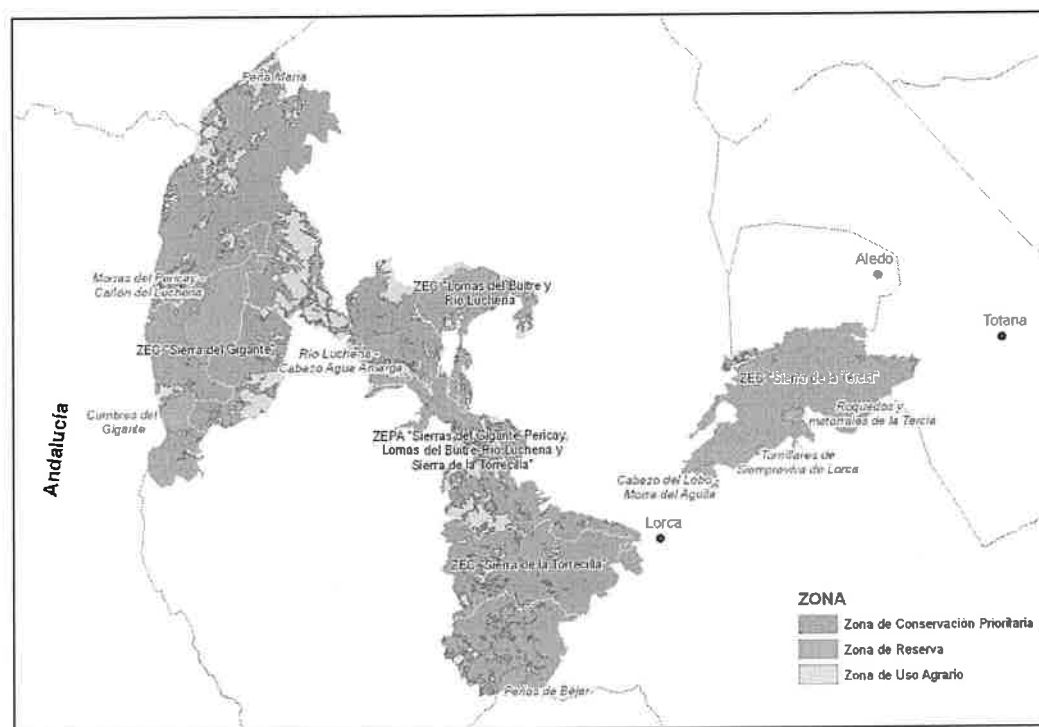 Peña María
Morras del Pericay -
Cañón del Luchena
ZEC "Lomas del Buitre y
Río Luchena"
Aledo
Totana
ZEC "Sierra del Gigante"
Río Luchena -
Cabezo Agua Amarga
ZEC "Sierra de la Tercia"
Roquedos y
matorrales de la Tercia
Cumbres del
Gigante
Andalucía
ZEPA "Sierras del Gigante-Pericay,
Lomas del Buitre-Río Luchena y
Sierra de la Torrecilla"
Tomillares de
Siempreviva de Lorca
Cabezo del Lobo -
Morra del Aguila
Lorca
ZEC "Sierra de la Torrecilla"
Peñas de Béjar
ZONA
Zona de Conservación Prioritaria
Zona de Reserva
Zona de Uso Agrario